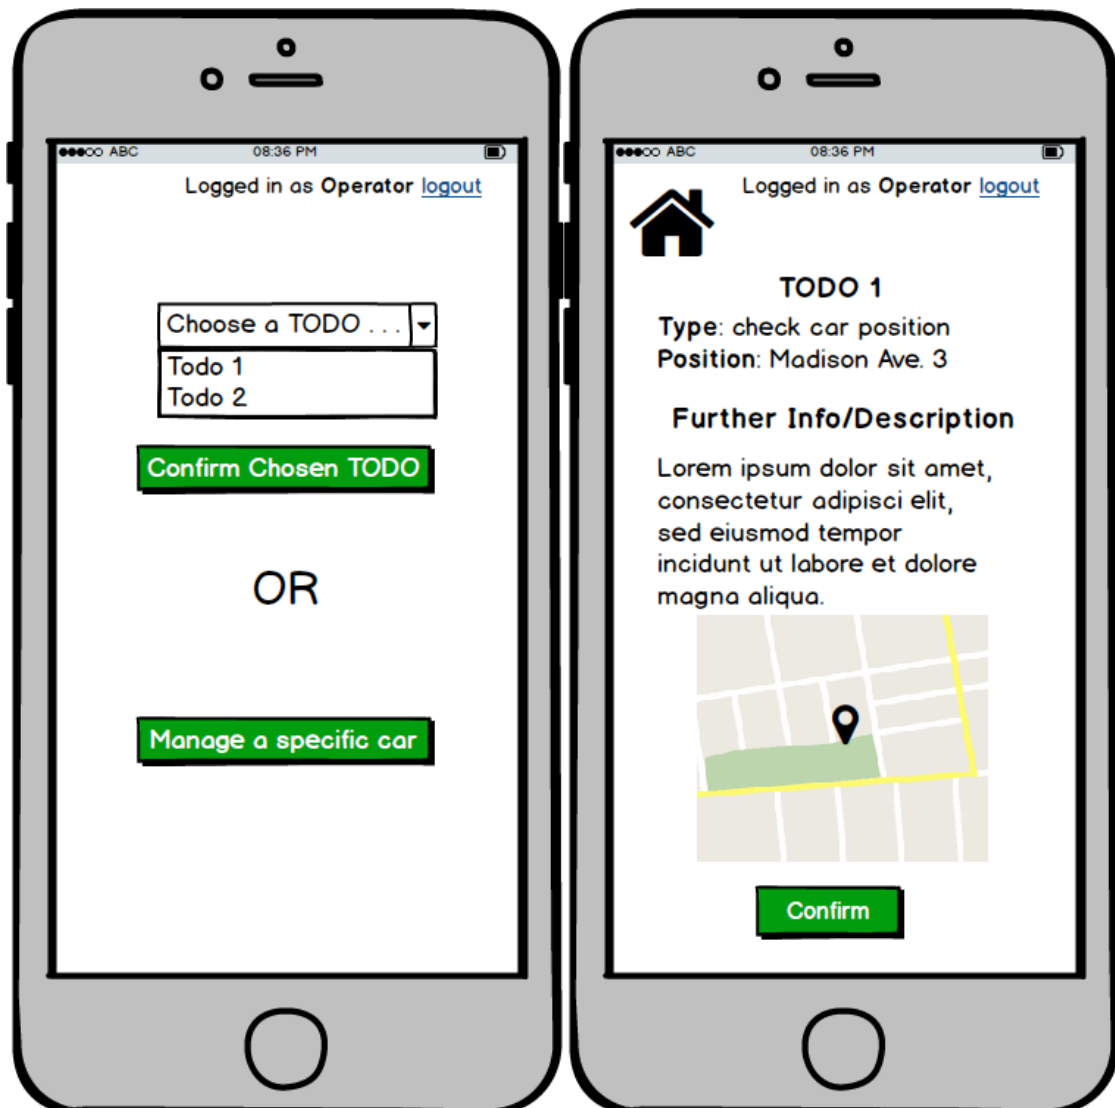 ABC 08:36 PM
Logged in as Operator logout
Choose a TODO . . .
Todo 1
Todo 2
Confirm Chosen TODO
OR
Manage a specific car
ABC 08:36 PM
Logged in as Operator logout
TODO 1
Type: check car position
Position: Madison Ave. 3
Further Info/Description
Lorem ipsum dolor sit amet,
consectetur adipisci elit,
sed eiusmod tempor
incidunt ut labore et dolore
magna aliqua.
Confirm